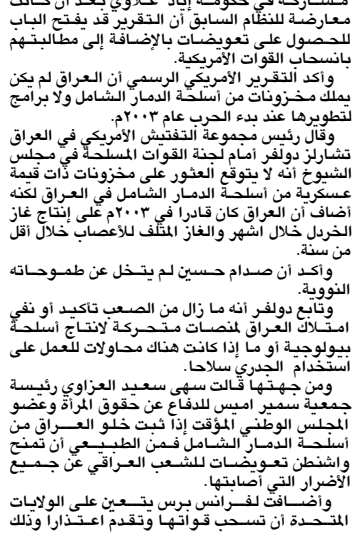 مشاركة في حكومة إياد علاوي بعد أن كانت
معارضة للنظام السابق أن التقرير قد يفتح الباب
للحصول على تعويضات بالإضافة إلى مطالبتهم
بانسحاب القوات الأمريكية.
وأكد التقرير الأمريكي الرسمي أن العراق لم يكن
يملك مخزونات من أسلحة الدمار الشامل ولا برامج
لتطويرها عند بدء الحرب عام ٢٠٠٣م.
وقال رئيس مجموعة التفتيش الأمريكي في العراق
تشارلز دولفر أمام لجنة القوات المسلحة في مجلس
الشيوخ أنه لا يتوقع العثور على مخزونات ذات قيمة
عسكرية من أسلحة الدمار الشامل في العراق لكنه
أضاف أن العراق كان قادرا في ٢٠٠٣م على إنتاج غاز
الخردل خلال اشهر والغاز المتلف للأعصاب خلال أقل
من سنة.
وأكد أن صدام حسين لم يتخل عن طموحاته
النووية.
وتابع دولفر أنه ما زال من الصعب تأكيد أو نفي
امتلاك العراق لمنصات متحركة لانتاج أسلحة
بيولوجية أو ما إذا كانت هناك محاولات للعمل على
استخدام الجدري سلاحا.
ومن جهتها قالت سهى سعيد العزاوي رئيسة
جمعية سمير اميس للدفاع عن حقوق المرأة وعضو
المجلس الوطني المؤقت إذا ثبت خلو العراق من
أسلحة الدمار الشامل فمن الطبيعي أن تمنح
واشنطن تعويضات للشعب العراقي عن جميع
الأضرار التي أصابتها.
وأضافت لفرانس برس يتعين على الولايات
المتحدة أن تسحب قواتها وتقدم اعتذارا وذلك